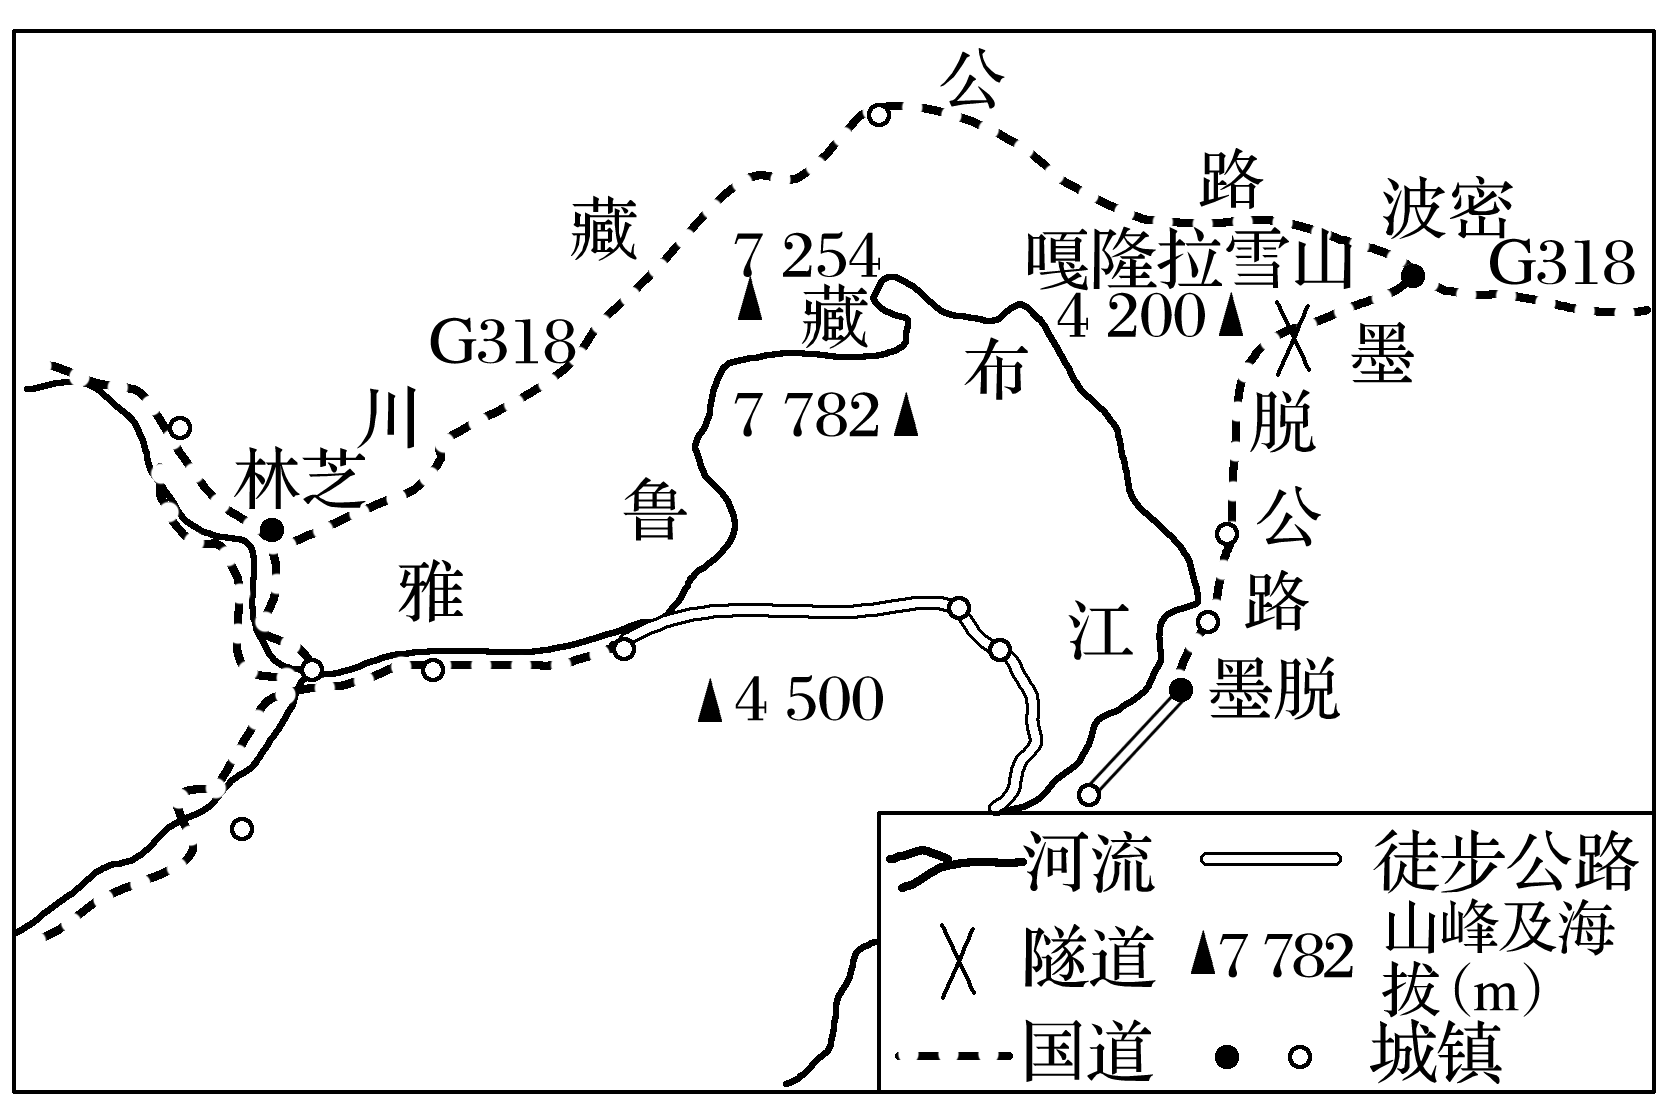 公
路
波密
藏
7 254
嘎隆拉雪山
G318
藏
4 200
G318
布
墨
川
7 782
脱
林芝
鲁
公
雅
江
路
4 500
墨脱
河流
徒步公路
隧道
7 782
山峰及海
拔(m)
国道
城镇